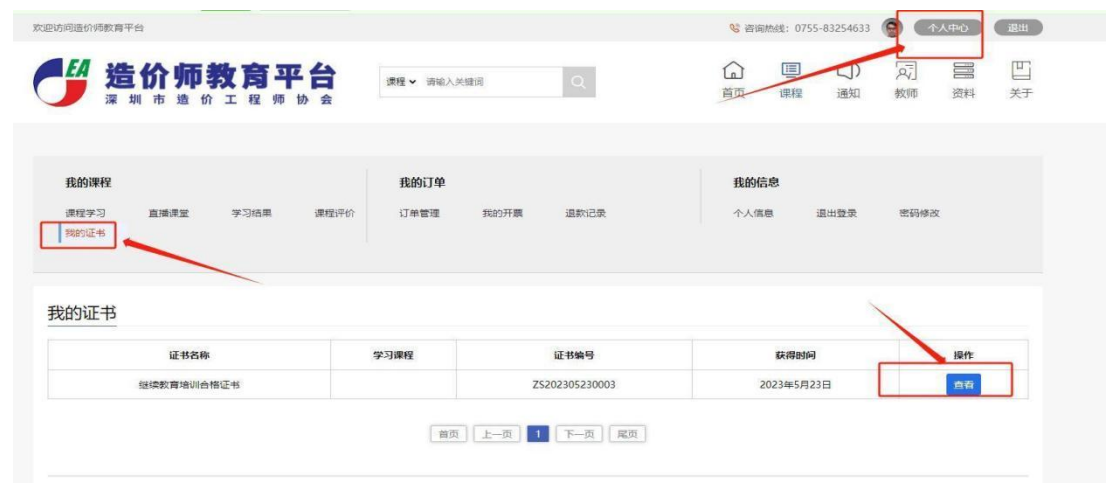 欢迎访问造价师教育平台 咨询热线：0755-83254633 个人中心 退出
EA 造价师教育平台
深圳市造价工程师协会
课程 请输入关键词
首页 课程 通知 教师 资料 关于
我的课程 我的订单 我的信息
课程学习 直播课堂 学习结果 课程评价 订单管理 我的开票 退款记录 个人信息 退出登录 密码修改
我的证书
我的证书
证书名称 学习课程 证书编号 获得时间 操作
继续教育培训合格证书 ZS202305230003 2023年5月23日 查看
首页 上一页 1 下一页 尾页